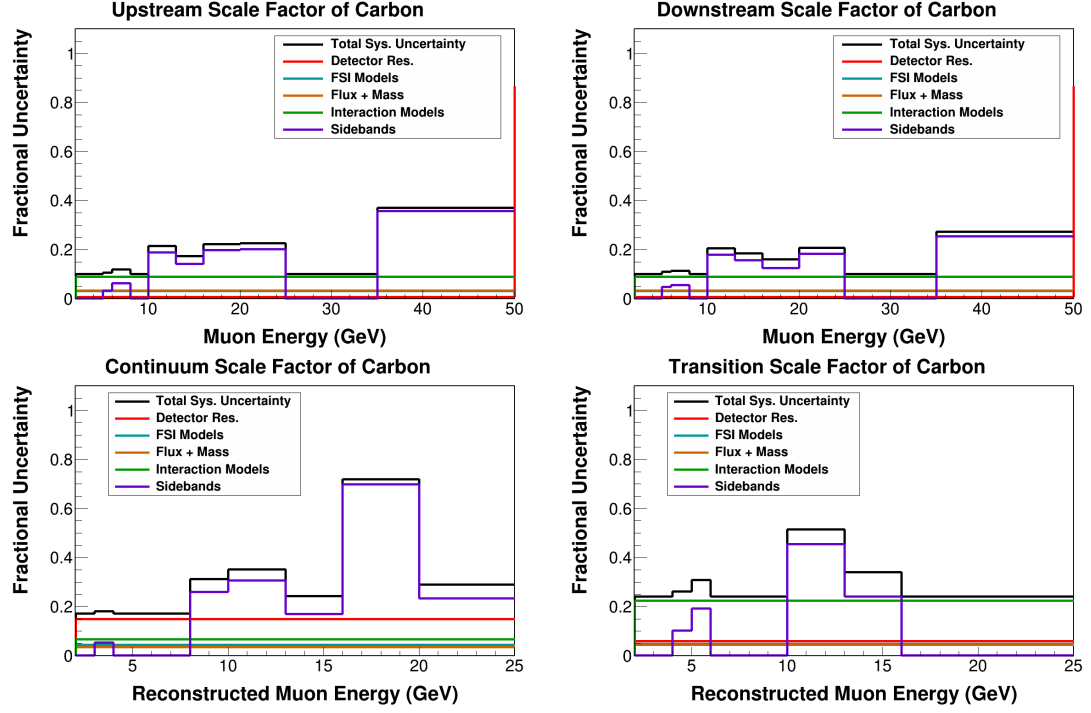 Upstream Scale Factor of Carbon
Fractional Uncertainty
1
0.8
0.6
0.4
0.2
0
Total Sys. Uncertainty
Detector Res.
FSI Models
Flux + Mass
Interaction Models
Sidebands
10 20 30 40 50
Muon Energy (GeV)
Downstream Scale Factor of Carbon
Fractional Uncertainty
1
0.8
0.6
0.4
0.2
0
Total Sys. Uncertainty
Detector Res.
FSI Models
Flux + Mass
Interaction Models
Sidebands
10 20 30 40 50
Muon Energy (GeV)
Continuum Scale Factor of Carbon
Fractional Uncertainty
1
0.8
0.6
0.4
0.2
0
Total Sys. Uncertainty
Detector Res.
FSI Models
Flux + Mass
Interaction Models
Sidebands
5 10 15 20 25
Reconstructed Muon Energy (GeV)
Transition Scale Factor of Carbon
Fractional Uncertainty
1
0.8
0.6
0.4
0.2
0
Total Sys. Uncertainty
Detector Res.
FSI Models
Flux + Mass
Interaction Models
Sidebands
5 10 15 20 25
Reconstructed Muon Energy (GeV)